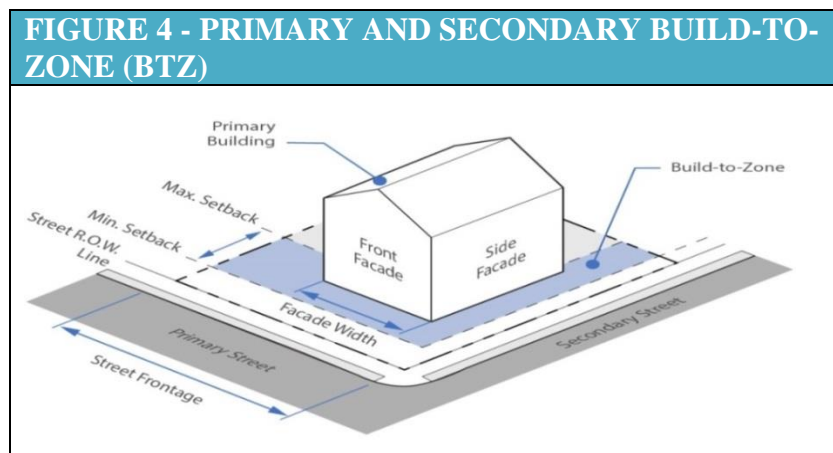 FIGURE 4 - PRIMARY AND SECONDARY BUILD-TO-
ZONE (BTZ)
Primary
Building
Build-to-Zone
Max. Setback
Min. Setback
Street R.O.W.
Line
Front
Facade
Side
Facade
Facade Width
Primary Street
Secondary Street
Street Frontage